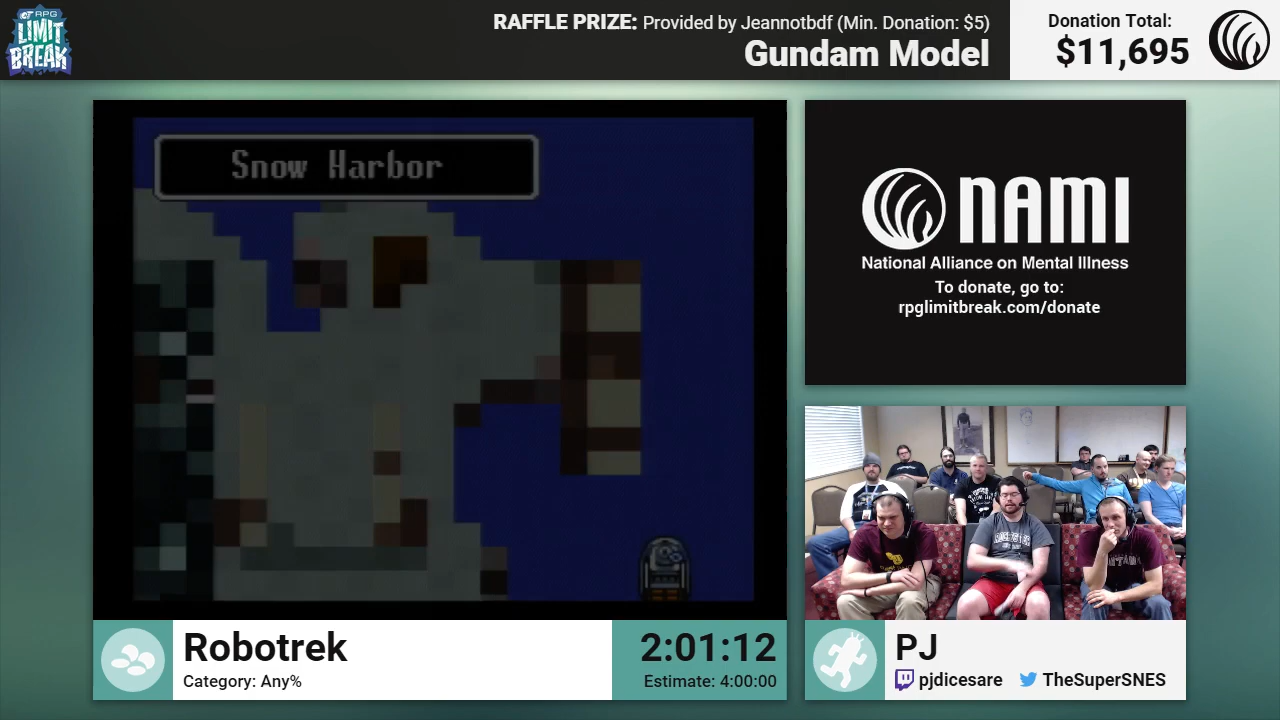 RPG
LIMIT
BREAK
RAFFLE PRIZE: Provided by Jeannotbdf (Min. Donation: $5)
Gundam Model
Donation Total:
$11,695
Snow Harbor
NAMI
National Alliance on Mental Illness
To donate, go to:
rpglimitbreak.com/donate
Robotrek
Category: Any%
2:01:12
Estimate: 4:00:00
PJ
pjdicesare
TheSuperSNES